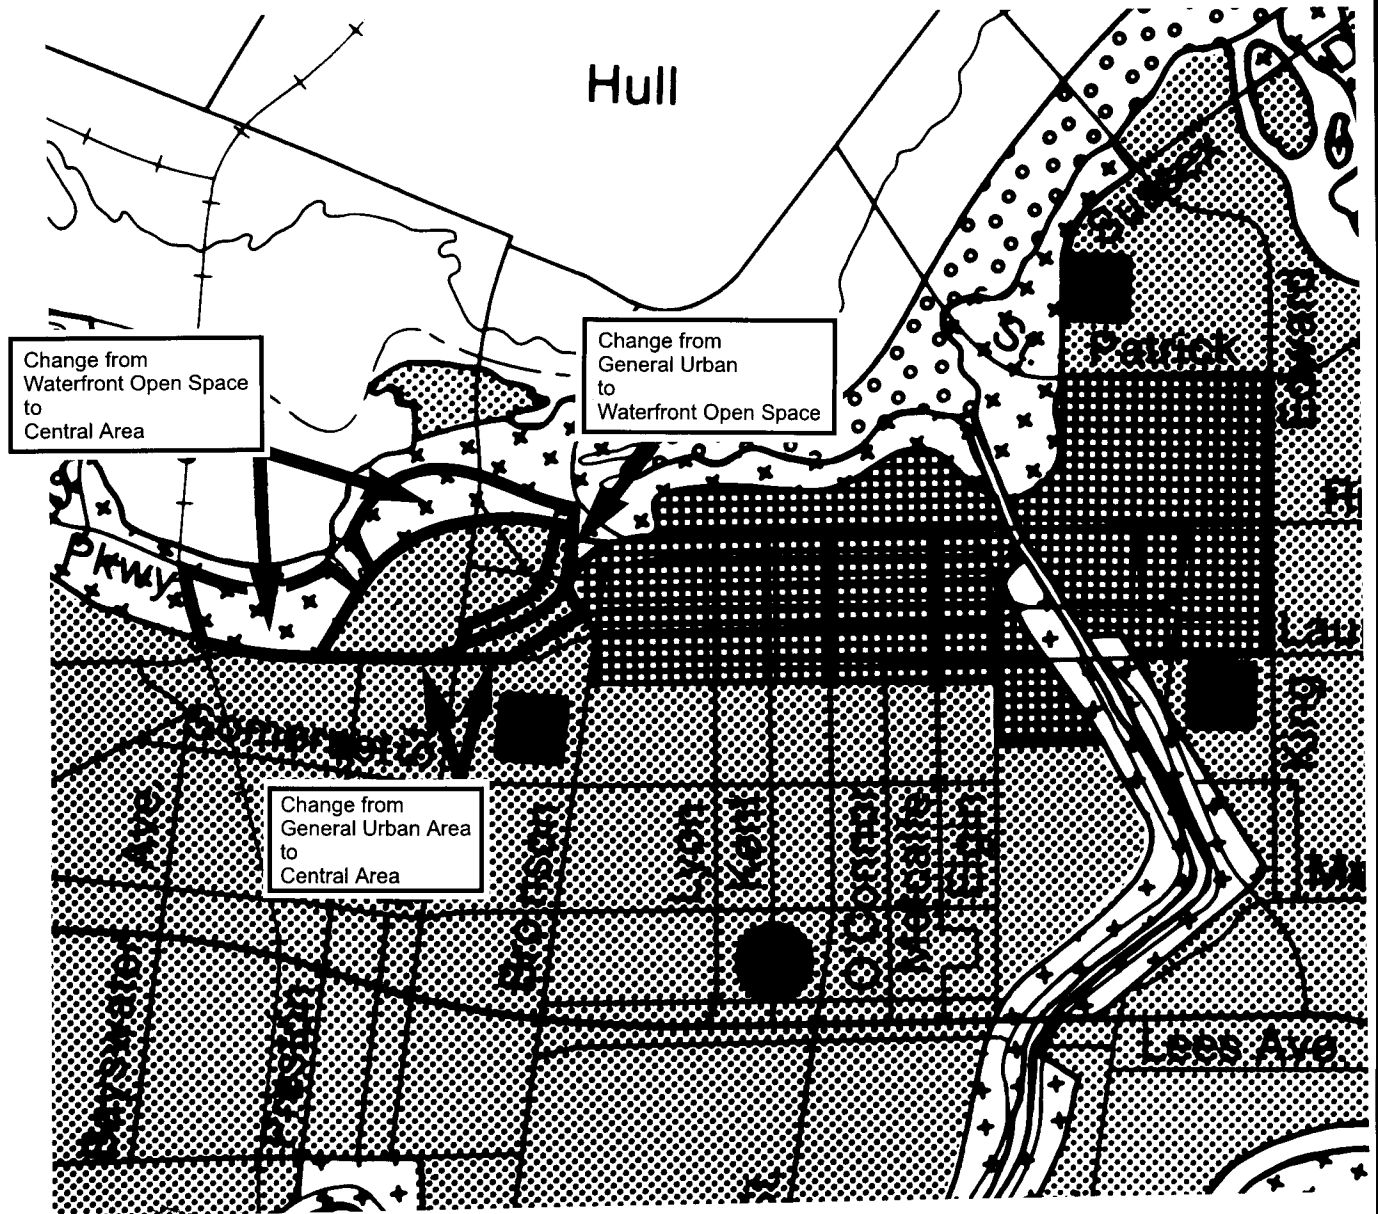 Hull
Change from
Waterfront Open Space
to
Central Area
Change from
General Urban
to
Waterfront Open Space
St.
Patrick
Pkwy
King
Edward
Somerset
Change from
General Urban Area
to
Central Area
Ave.
Bayswater
Preston
Bronson
Lyon
Kent
O'Connor
Metcalfe
Elgin
Lees Ave.